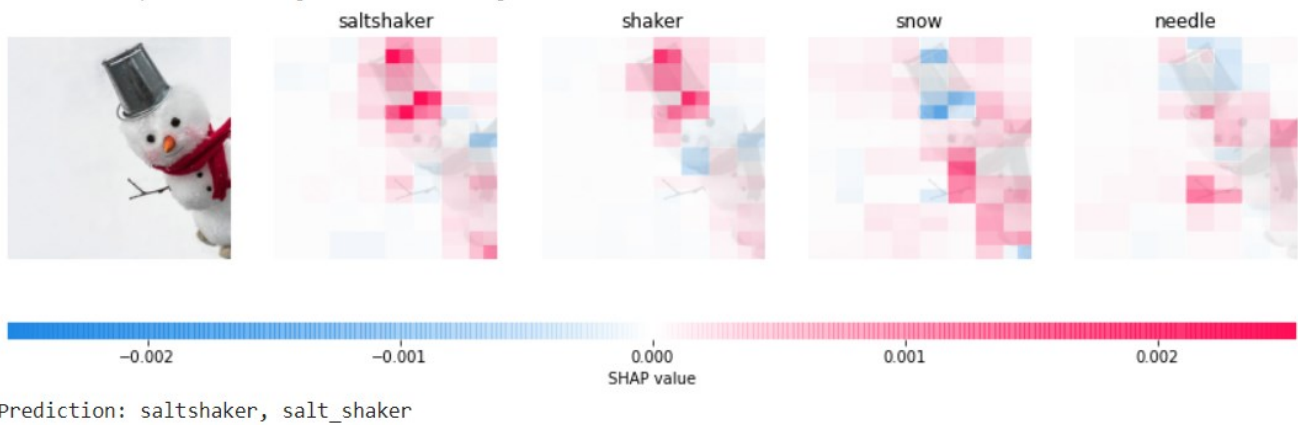 saltshaker shaker snow needle
−0.002 −0.001 0.000 0.001 0.002
SHAP value
Prediction: saltshaker, salt_shaker